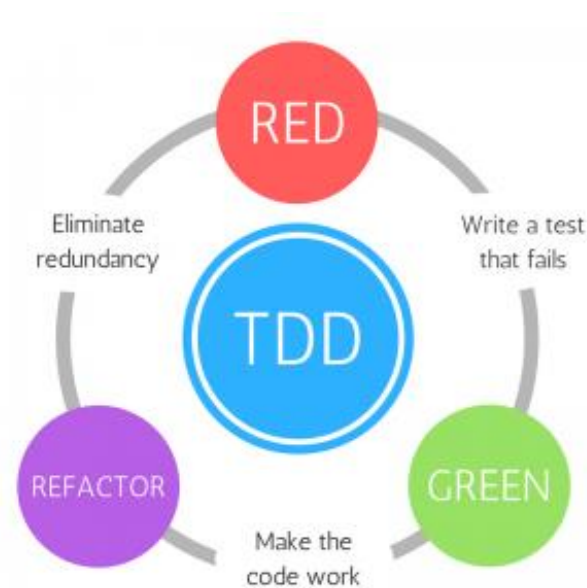 RED
Eliminate
redundancy
Write a test
that fails
TDD
REFACTOR
GREEN
Make the
code work